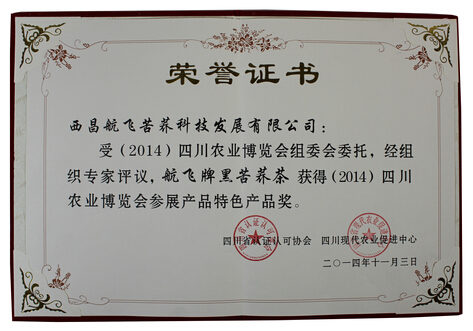 荣誉证书
西昌航飞苦荞科技发展有限公司：
受(2014)四川农业博览会组委会委托，经组
织专家评议，航飞牌黑苦荞茶 获得(2014)四川
农业博览会参展产品特色产品奖。
四川省认证认可协会 四川现代农业促进中心
二〇一四年十一月三日